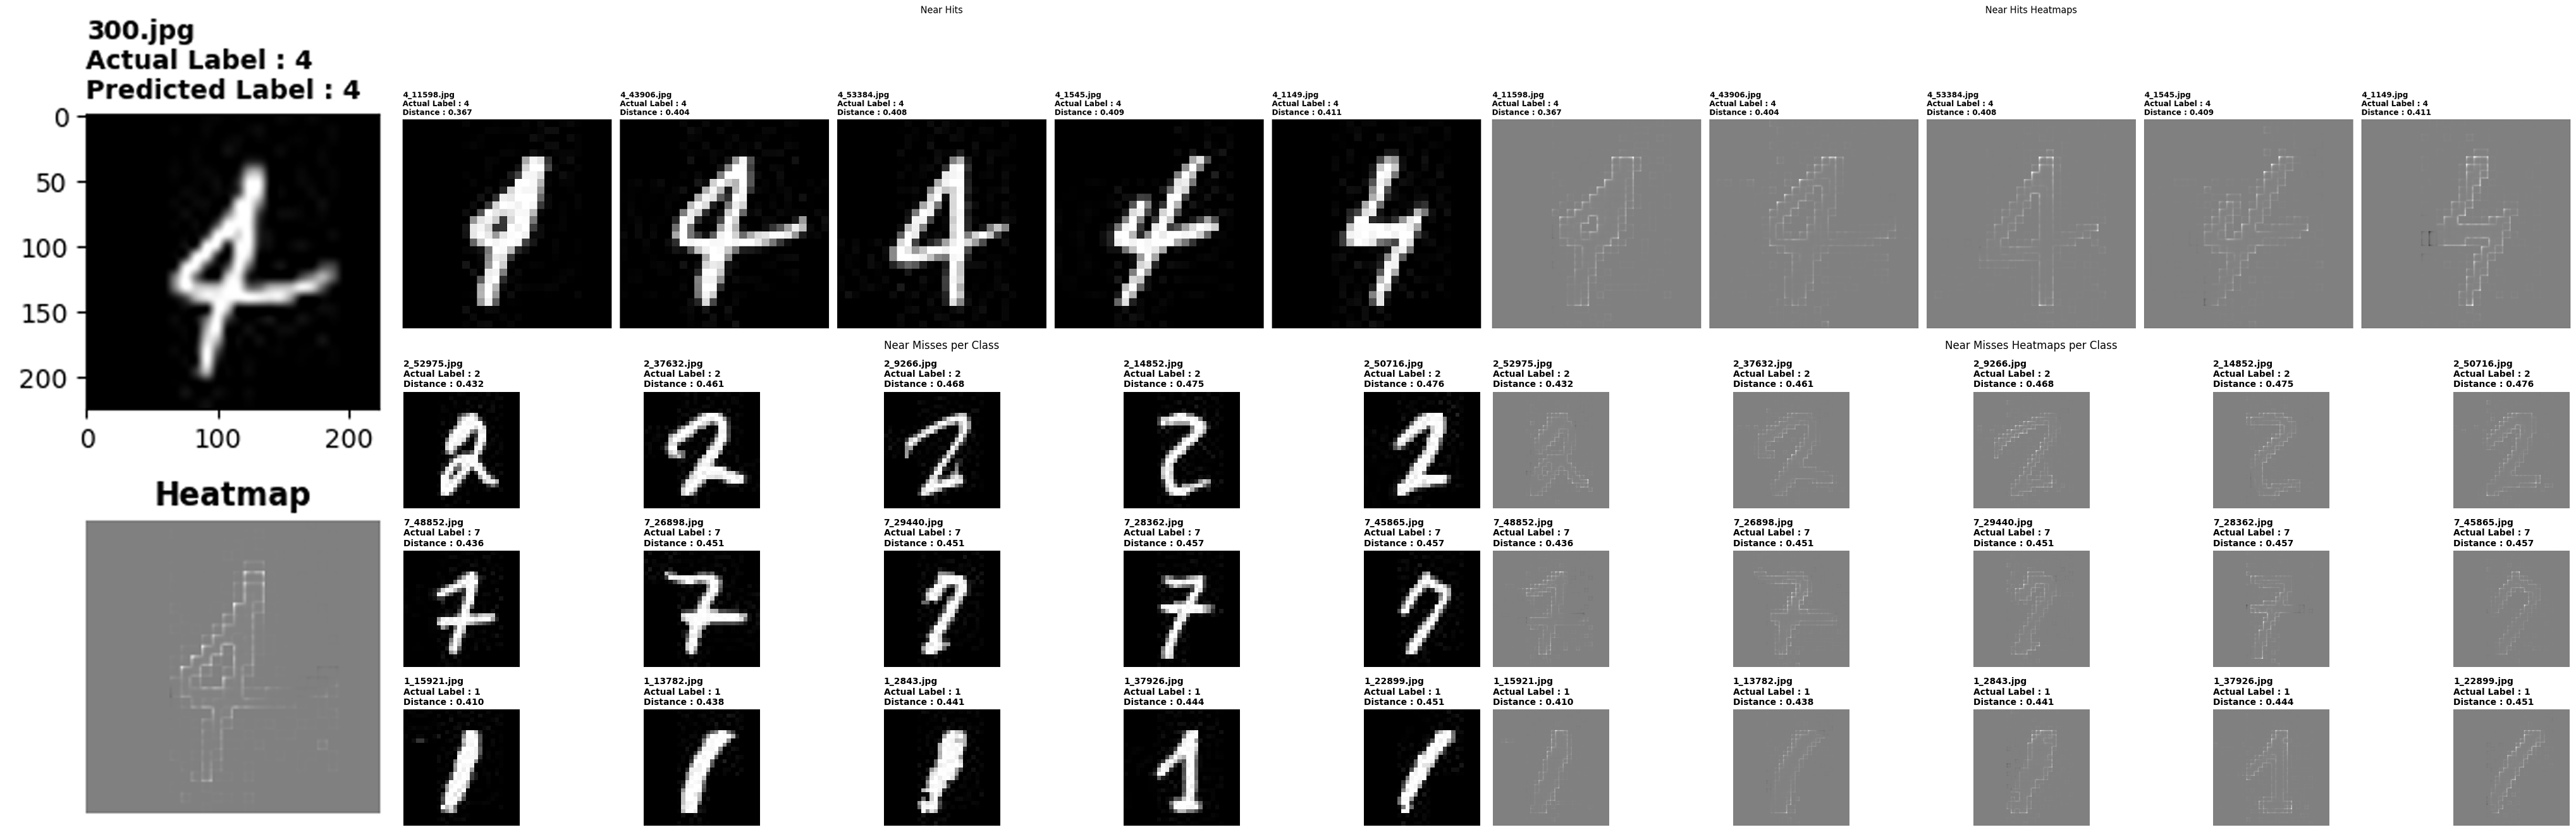 Near Hits
Near Hits Heatmaps
300.jpg
Actual Label : 4
Predicted Label : 4
0
50
100
150
200
0 100 200
4_11598.jpg
Actual Label : 4
Distance : 0.367
4_43906.jpg
Actual Label : 4
Distance : 0.404
4_53384.jpg
Actual Label : 4
Distance : 0.408
4_1545.jpg
Actual Label : 4
Distance : 0.409
4_1149.jpg
Actual Label : 4
Distance : 0.411
4_11598.jpg
Actual Label : 4
Distance : 0.367
4_43906.jpg
Actual Label : 4
Distance : 0.404
4_53384.jpg
Actual Label : 4
Distance : 0.408
4_1545.jpg
Actual Label : 4
Distance : 0.409
4_1149.jpg
Actual Label : 4
Distance : 0.411
Heatmap
Near Misses per Class
Near Misses Heatmaps per Class
2_52975.jpg
Actual Label : 2
Distance : 0.432
2_37632.jpg
Actual Label : 2
Distance : 0.461
2_9266.jpg
Actual Label : 2
Distance : 0.468
2_14852.jpg
Actual Label : 2
Distance : 0.475
2_50716.jpg
Actual Label : 2
Distance : 0.476
2_52975.jpg
Actual Label : 2
Distance : 0.432
2_37632.jpg
Actual Label : 2
Distance : 0.461
2_9266.jpg
Actual Label : 2
Distance : 0.468
2_14852.jpg
Actual Label : 2
Distance : 0.475
2_50716.jpg
Actual Label : 2
Distance : 0.476
7_48852.jpg
Actual Label : 7
Distance : 0.436
7_26898.jpg
Actual Label : 7
Distance : 0.451
7_29440.jpg
Actual Label : 7
Distance : 0.451
7_28362.jpg
Actual Label : 7
Distance : 0.457
7_45865.jpg
Actual Label : 7
Distance : 0.457
7_48852.jpg
Actual Label : 7
Distance : 0.436
7_26898.jpg
Actual Label : 7
Distance : 0.451
7_29440.jpg
Actual Label : 7
Distance : 0.451
7_28362.jpg
Actual Label : 7
Distance : 0.457
7_45865.jpg
Actual Label : 7
Distance : 0.457
1_15921.jpg
Actual Label : 1
Distance : 0.410
1_13782.jpg
Actual Label : 1
Distance : 0.438
1_2843.jpg
Actual Label : 1
Distance : 0.441
1_37926.jpg
Actual Label : 1
Distance : 0.444
1_22899.jpg
Actual Label : 1
Distance : 0.451
1_15921.jpg
Actual Label : 1
Distance : 0.410
1_13782.jpg
Actual Label : 1
Distance : 0.438
1_2843.jpg
Actual Label : 1
Distance : 0.441
1_37926.jpg
Actual Label : 1
Distance : 0.444
1_22899.jpg
Actual Label : 1
Distance : 0.451